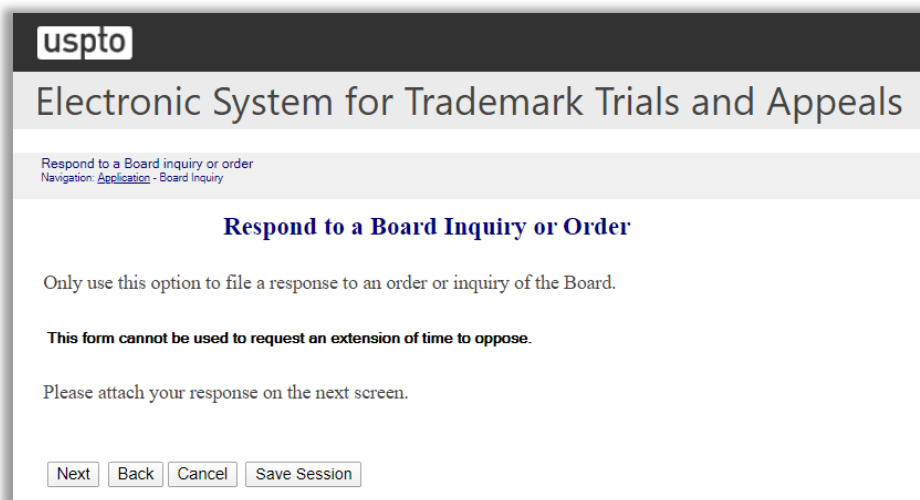 uspto
Electronic System for Trademark Trials and Appeals
Respond to a Board inquiry or order
Navigation: Application - Board Inquiry
Respond to a Board Inquiry or Order
Only use this option to file a response to an order or inquiry of the Board.
This form cannot be used to request an extension of time to oppose.
Please attach your response on the next screen.
Next Back Cancel Save Session